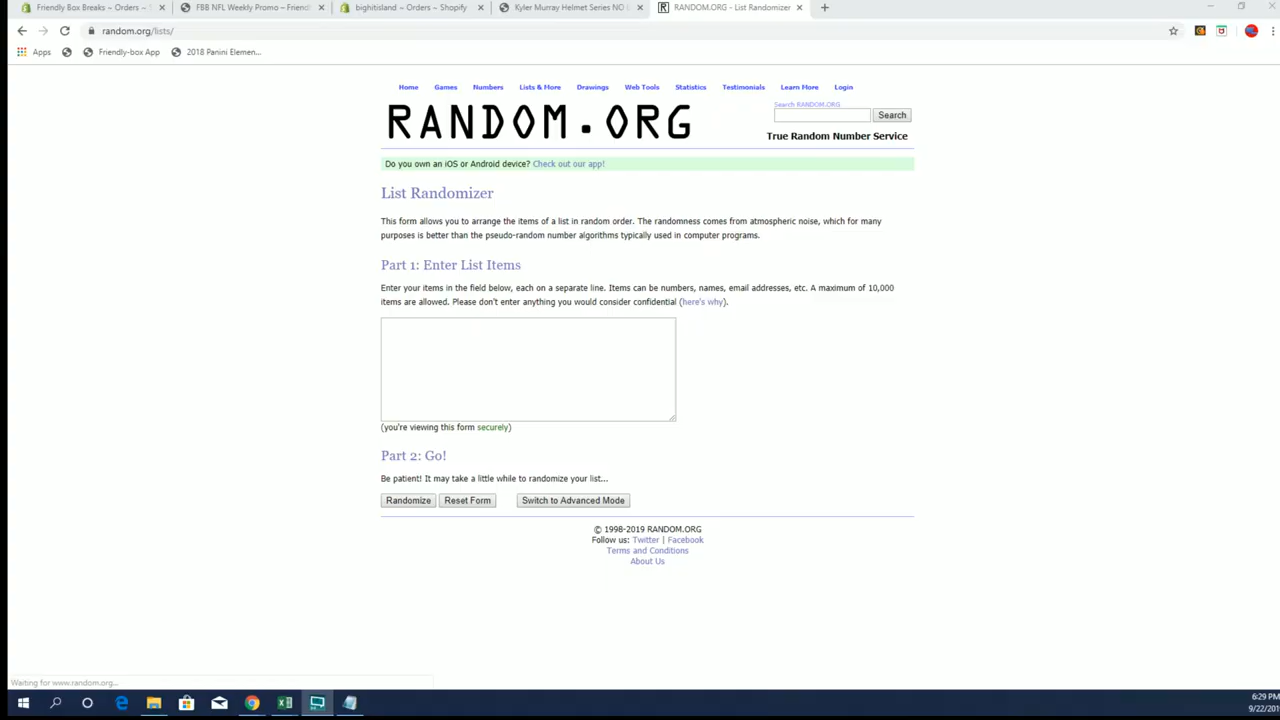 Friendly Box Breaks ~ Orders ~ S
FBB NFL Weekly Promo – Friend
bighitisland ~ Orders ~ Shopify
Kyler Murray Helmet Series NO
RANDOM.ORG - List Randomizer
random.org/lists/
Apps
Friendly-box App
2018 Panini Elemen...
Home Games Numbers Lists & More Drawings Web Tools Statistics Testimonials Learn More Login
RANDOM.ORG
Search RANDOM.ORG
Search
True Random Number Service
Do you own an iOS or Android device? Check out our app!
List Randomizer
This form allows you to arrange the items of a list in random order. The randomness comes from atmospheric noise, which for many
purposes is better than the pseudo-random number algorithms typically used in computer programs.
Part 1: Enter List Items
Enter your items in the field below, each on a separate line. Items can be numbers, names, email addresses, etc. A maximum of 10,000
items are allowed. Please don't enter anything you would consider confidential (here's why).
(you're viewing this form securely)
Part 2: Go!
Be patient! It may take a little while to randomize your list...
Randomize Reset Form Switch to Advanced Mode
© 1998-2019 RANDOM.ORG
Follow us: Twitter | Facebook
Terms and Conditions
About Us
Waiting for www.random.org...
6:29 PM
9/22/201